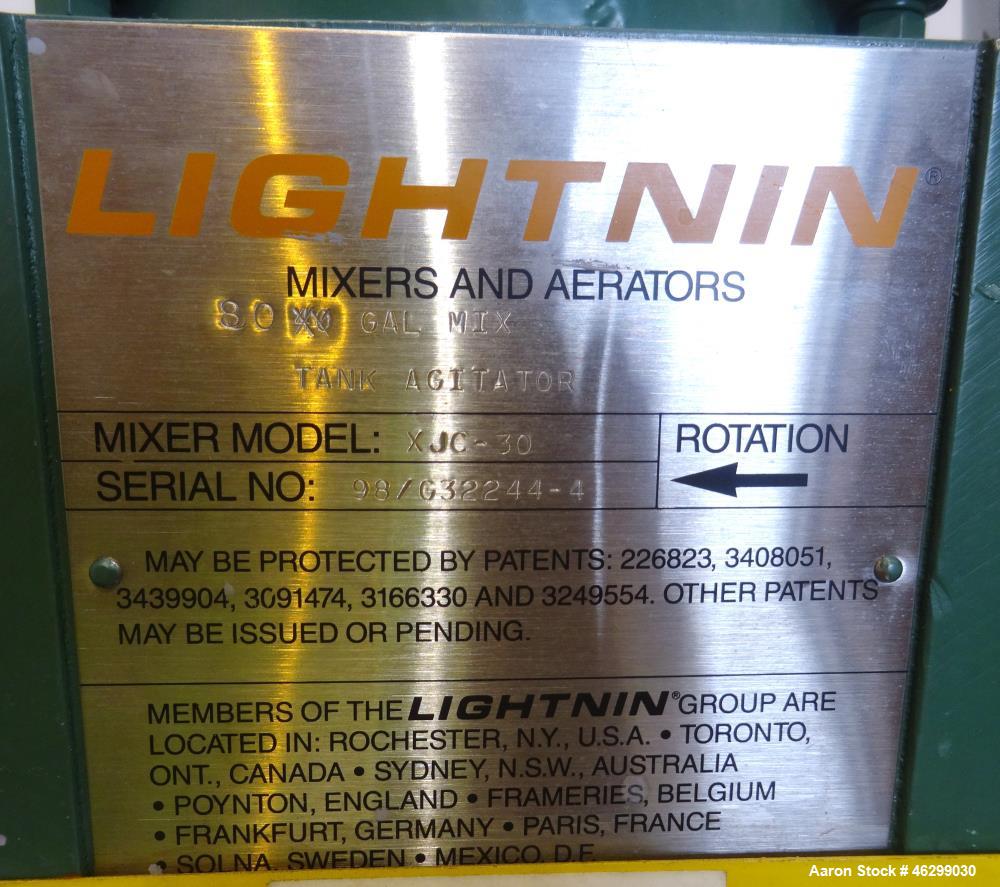 LIGHTNIN®
MIXERS AND AERATORS
80 GAL MIX
TANK AGITATOR
MIXER MODEL: XJC-30
ROTATION
SERIAL NO: 98/G32244-4
MAY BE PROTECTED BY PATENTS: 226823, 3408051,
3439904, 3091474, 3166330 AND 3249554. OTHER PATENTS
MAY BE ISSUED OR PENDING.
MEMBERS OF THE LIGHTNIN® GROUP ARE
LOCATED IN: ROCHESTER, N.Y., U.S.A. • TORONTO,
ONT., CANADA • SYDNEY, N.S.W., AUSTRALIA
• POYNTON, ENGLAND • FRAMERIES, BELGIUM
• FRANKFURT, GERMANY • PARIS, FRANCE
• SOLNA, SWEDEN • MEXICO, D.F.
Aaron Stock # 46299030